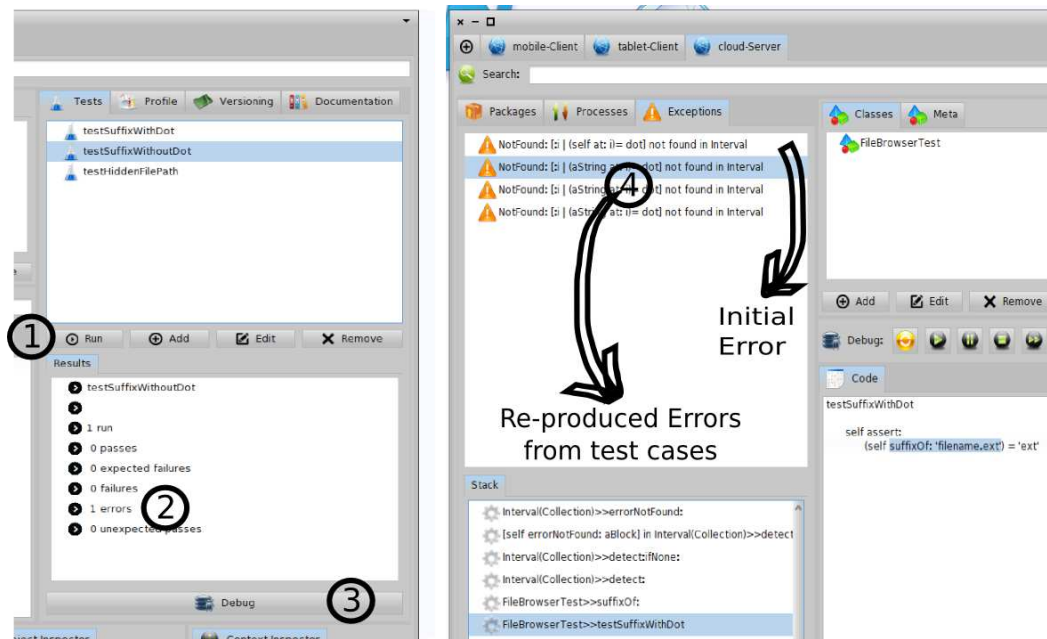 Tests Profile Versioning Documentation
testSuffixWithDot
testSuffixWithoutDot
testHiddenFilePath
1
Run Add Edit Remove
Results
testSuffixWithoutDot
1 run
0 passes
0 expected failures
0 failures
1 errors
2
0 unexpected passes
Debug
3
Context Inspector
mobile-Client tablet-Client cloud-Server
Search:
Packages Processes Exceptions
NotFound: [:i | (self at: i)= dot] not found in Interval
NotFound: [:i | (aString at: i)= dot] not found in Interval
4
NotFound: [:i | (aString at: i)= dot] not found in Interval
NotFound: [:i | (aString at: i)= dot] not found in Interval
Initial
Error
Re-produced Errors
from test cases
Stack
Interval(Collection)>>errorNotFound:
[self errorNotFound: aBlock] in Interval(Collection)>>detect
Interval(Collection)>>detect:ifNone:
Interval(Collection)>>detect:
FileBrowserTest>>suffixOf:
FileBrowserTest>>testSuffixWithDot
Classes Meta
FileBrowserTest
Add Edit Remove
Debug:
Code
testSuffixWithDot
self assert:
(self suffixOf: 'filename.ext') = 'ext'